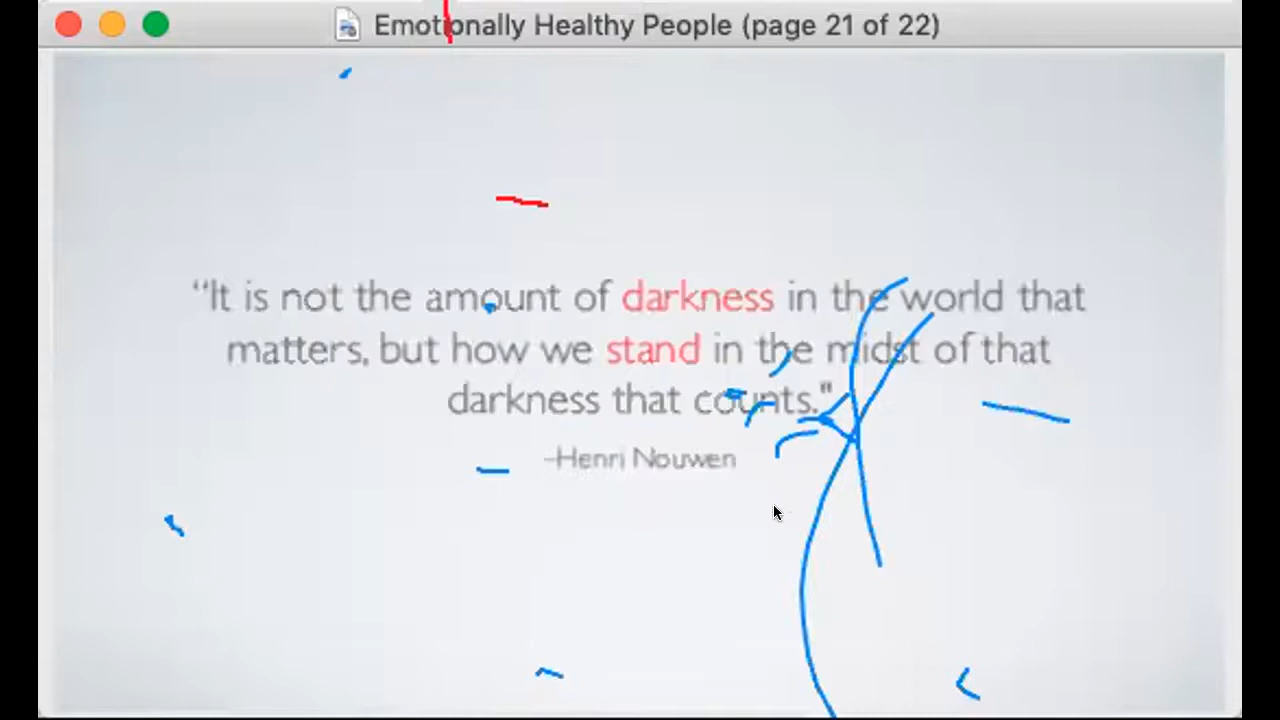 Emotionally Healthy People (page 21 of 22)
“It is not the amount of darkness in the world that
matters, but how we stand in the midst of that
darkness that counts."
–Henri Nouwen